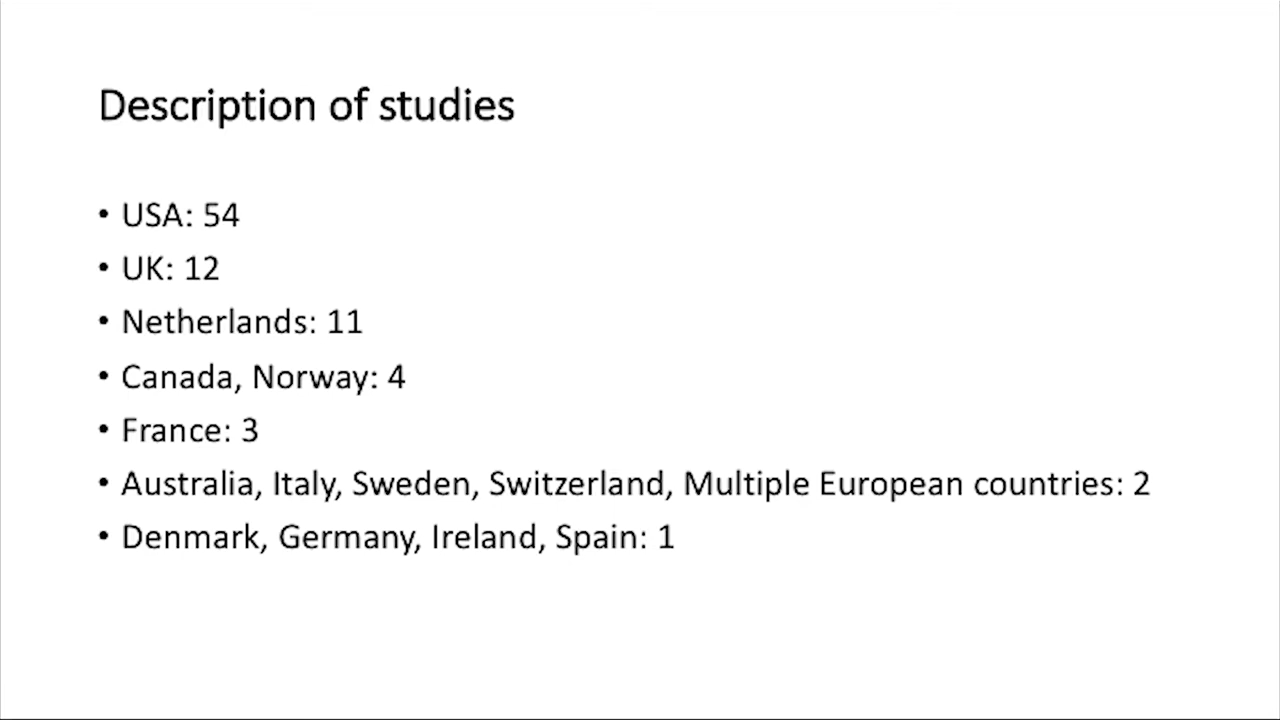 Description of studies
• USA: 54
• UK: 12
• Netherlands: 11
• Canada, Norway: 4
• France: 3
• Australia, Italy, Sweden, Switzerland, Multiple European countries: 2
• Denmark, Germany, Ireland, Spain: 1